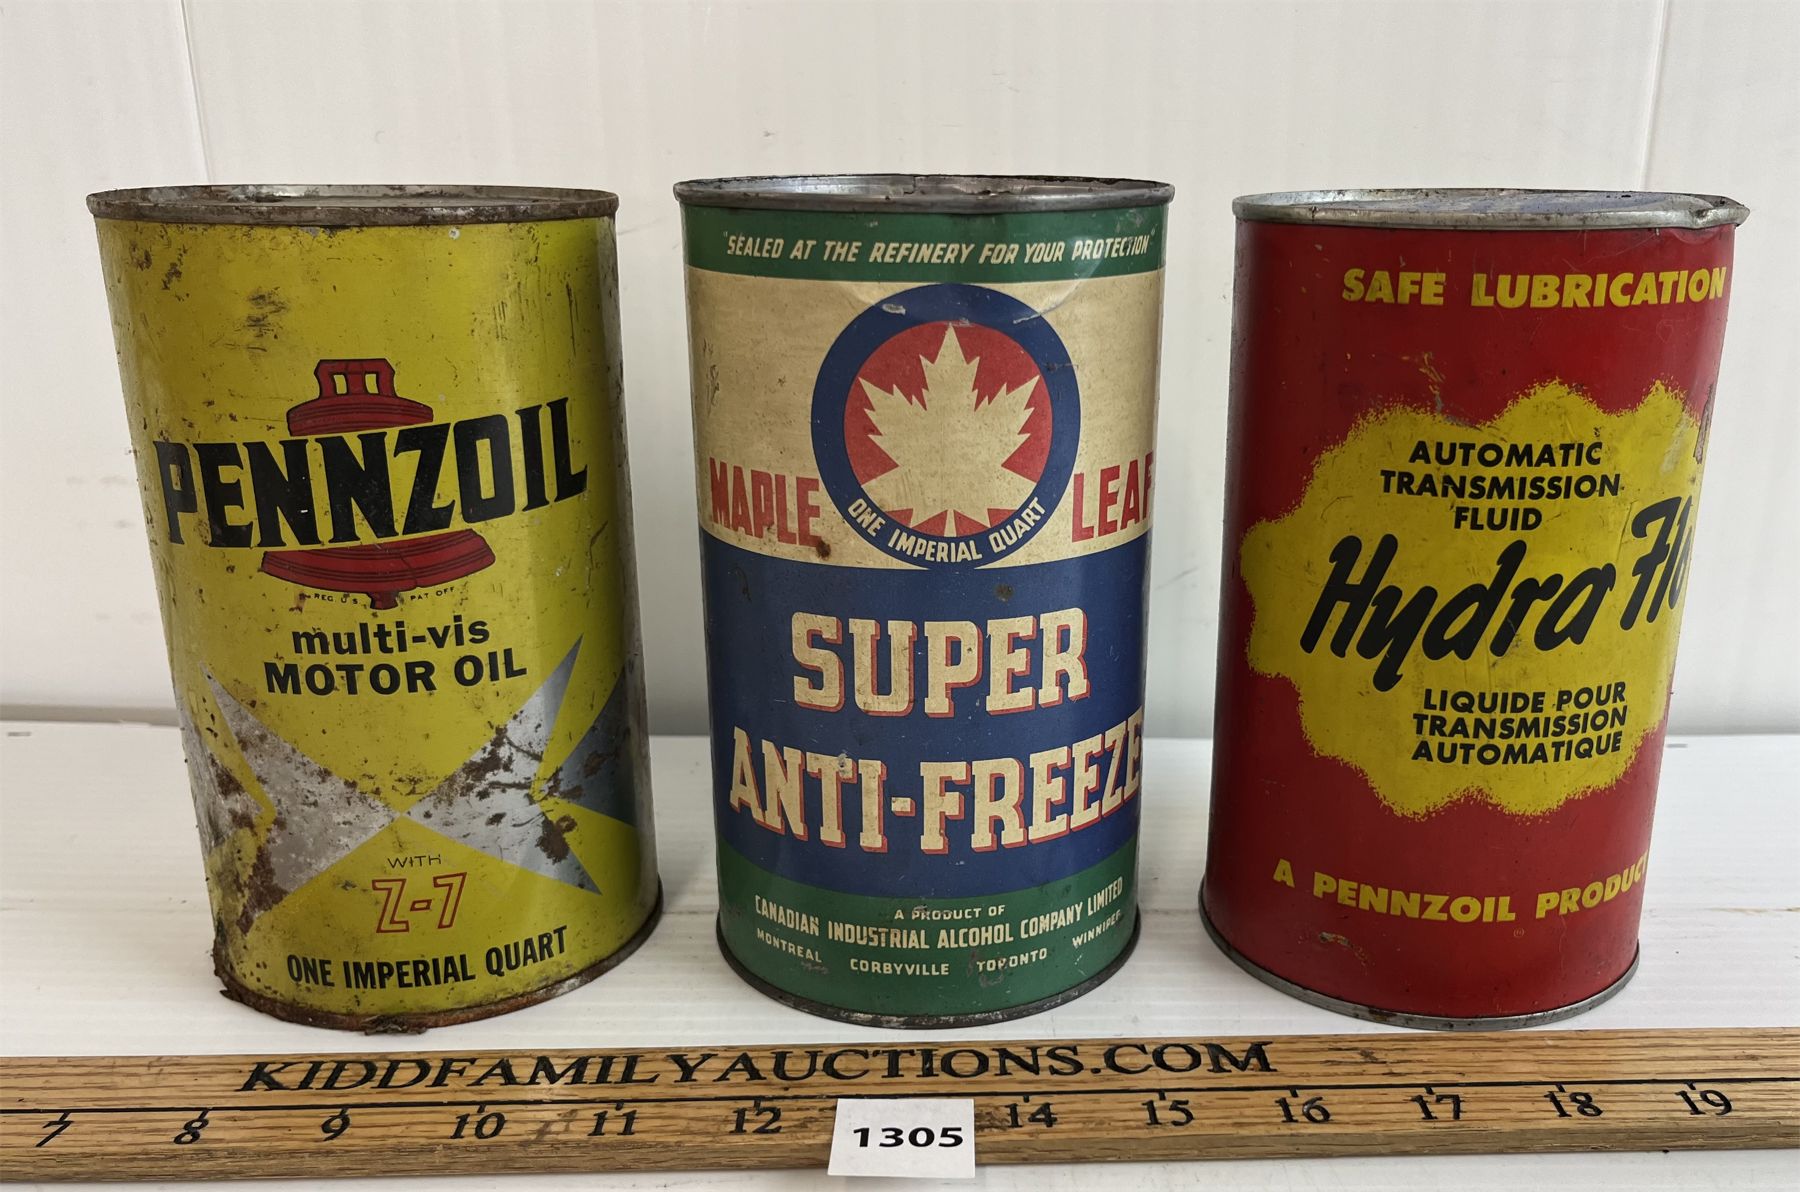 PENNZOIL
REG. U.S. PAT OFF
multi-vis
MOTOR OIL
WITH
Z-7
ONE IMPERIAL QUART
"SEALED AT THE REFINERY FOR YOUR PROTECTION"
MAPLE LEAF
ONE IMPERIAL QUART
SUPER
ANTI-FREEZE
A PRODUCT OF
CANADIAN INDUSTRIAL ALCOHOL COMPANY LIMITED
MONTREAL CORBYVILLE TORONTO WINNIPEG
SAFE LUBRICATION
AUTOMATIC
TRANSMISSION
FLUID
Hydra Flo
LIQUIDE POUR
TRANSMISSION
AUTOMATIQUE
A PENNZOIL PRODUCT
®
KIDDFAMILYAUCTIONS.COM
7 8 9 10 11 12 14 15 16 17 18 19
1305